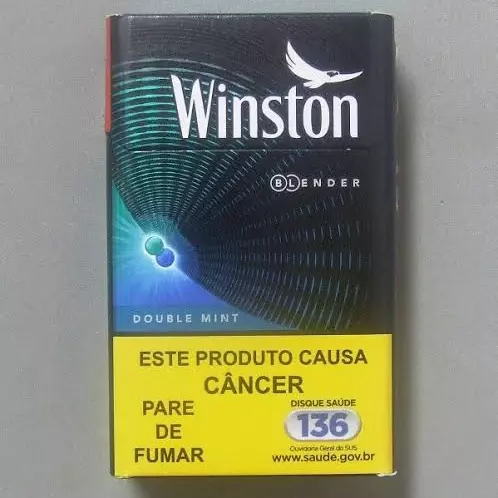 Winston
BLENDER
DOUBLE MINT
ESTE PRODUTO CAUSA
CÂNCER
PARE
DE
FUMAR
DISQUE SAÚDE
136
Ouvidoria Geral do SUS
www.saude.gov.br